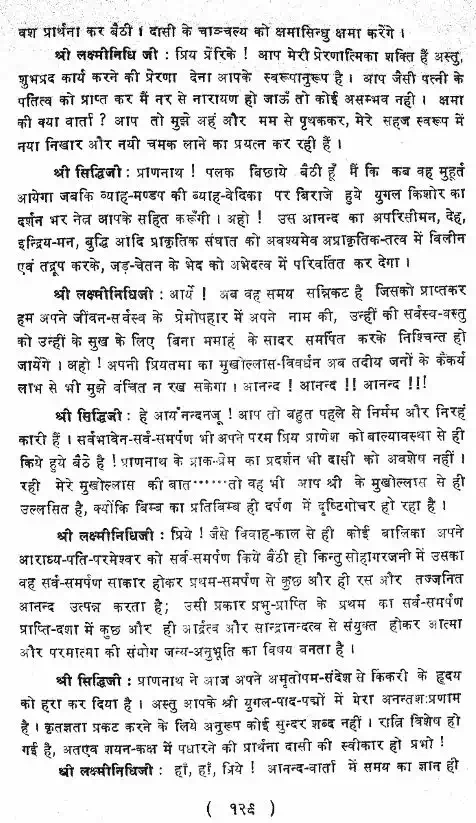 वश प्रार्थना कर बैठी । दासी के चाञ्चल्य को क्षमासिन्धु क्षमा करेंगे ।
श्री लक्ष्मीनिधि जी : प्रिय प्रेरिके ! आप मेरी प्रेरणात्मिका शक्ति हैं अस्तु,
शुभप्रद कार्य करने की प्रेरणा देना आपके स्वरूपानुरूप है । आप जैसी पत्नी के
पतित्व को प्राप्त कर मैं नर से नारायण हो जाऊँ तो कोई असम्भव नही । क्षमा
की क्या वार्ता ? आप तो मुझे अहं और मम से पृथककर, मेरे सहज स्वरूप में
नया निखार और नयी चमक लाने का प्रयत्न कर रही हैं ।
श्री सिद्धिजी : प्राणनाथ ! पलक बिछाये बैठी हूँ मैं कि कब वह मुहूर्त
आयेगा जबकि व्याह-मण्डप की ब्याह-वेदिका पर बिराजे हुये युगल किशोर का
दर्शन भर नेत्र आपके सहित करूँगी । अहो ! उस आनन्द का अपरिसीमन, देह,
इन्द्रिय-मन, बुद्धि आदि प्राकृतिक संघात को अवश्यमेव अप्राकृतिक-तत्व में विलीन
एवं तद्रूप करके, जड़-चेतन के भेद को अभेदत्व में परिवर्तित कर देगा ।
श्री लक्ष्मीनिधिजी : आर्ये ! अब वह समय सन्निकट है जिसको प्राप्तकर
हम अपने जीवन-सर्वस्व के प्रेमोपहार में अपने नाम की, उन्हीं की सर्वस्व-वस्तु
को उन्हीं के सुख के लिए बिना ममाहं के सादर समर्पित करके निश्चिन्त हो
जायेंगे । अहो ! अपनी प्रियतमा का मुखोल्लास-विवर्धन अब तदीय जनों के कैंकर्य
लाभ से भी मुझे वंचित न रख सकेगा । आनन्द ! आनन्द !! आनन्द !!!
श्री सिद्धिजी : हे आर्यनन्दनजू ! आप तो बहुत पहले से निर्मम और निरहं
कारी हैं । सर्वभावेन-सर्व-समर्पण भी अपने परम प्रिय प्राणेश को बाल्यावस्था से ही
किये हुये बैठे है ! प्राणनाथ के प्राक-प्रेम का प्रदर्शन भी दासी को अवशेष नहीं ।
रही मेरे मुखोल्लास की बात·······तो वह भी आप श्री के मुखोल्लास से ही
उल्लसित है, क्योंकि बिम्ब का प्रतिबिम्ब ही दर्पण में दृष्टिगोचर हो रहा है ।
श्री लक्ष्मीनिधिजी : प्रिये ! जैसे विवाह-काल से ही कोई बालिका अपने
आराध्य-पति-परमेश्वर को सर्व-समर्पण किये बैठी हो किन्तु सोहागरजनी में उसका
वह सर्व-समर्पण साकार होकर प्रथम-समर्पण से कुछ और ही रस और तज्जनित
आनन्द उत्पन्न करता है; उसी प्रकार प्रभु-प्राप्ति के प्रथम का सर्व-समर्पण
प्राप्ति-दशा में कुछ और ही आर्द्रत्व और सान्द्रानन्दत्व से संयुक्त होकर आत्मा
और परमात्मा की संयोग जन्य-अनुभूति का विषय बनता है ।
श्री सिद्धिजी : प्राणनाथ ने आज अपने अमृतोपम-संदेश से किंकरी के हृदय
को हरा कर दिया है । अस्तु आपके श्री युगल-पाद-पद्मों में मेरा अनन्तशःप्रणाम
है । कृतज्ञता प्रकट करने के लिये अनुरूप कोई सुन्दर शब्द नहीं । रात्रि विशेष हो
गई है, अतएव शयन-कक्ष में पधारने की प्रार्थना दासी की स्वीकार हो प्रभो !
श्री लक्ष्मीनिधिजी : हाँ, हाँ, प्रिये ! आनन्द-वार्ता में समय का ज्ञान ही
( १२६ )